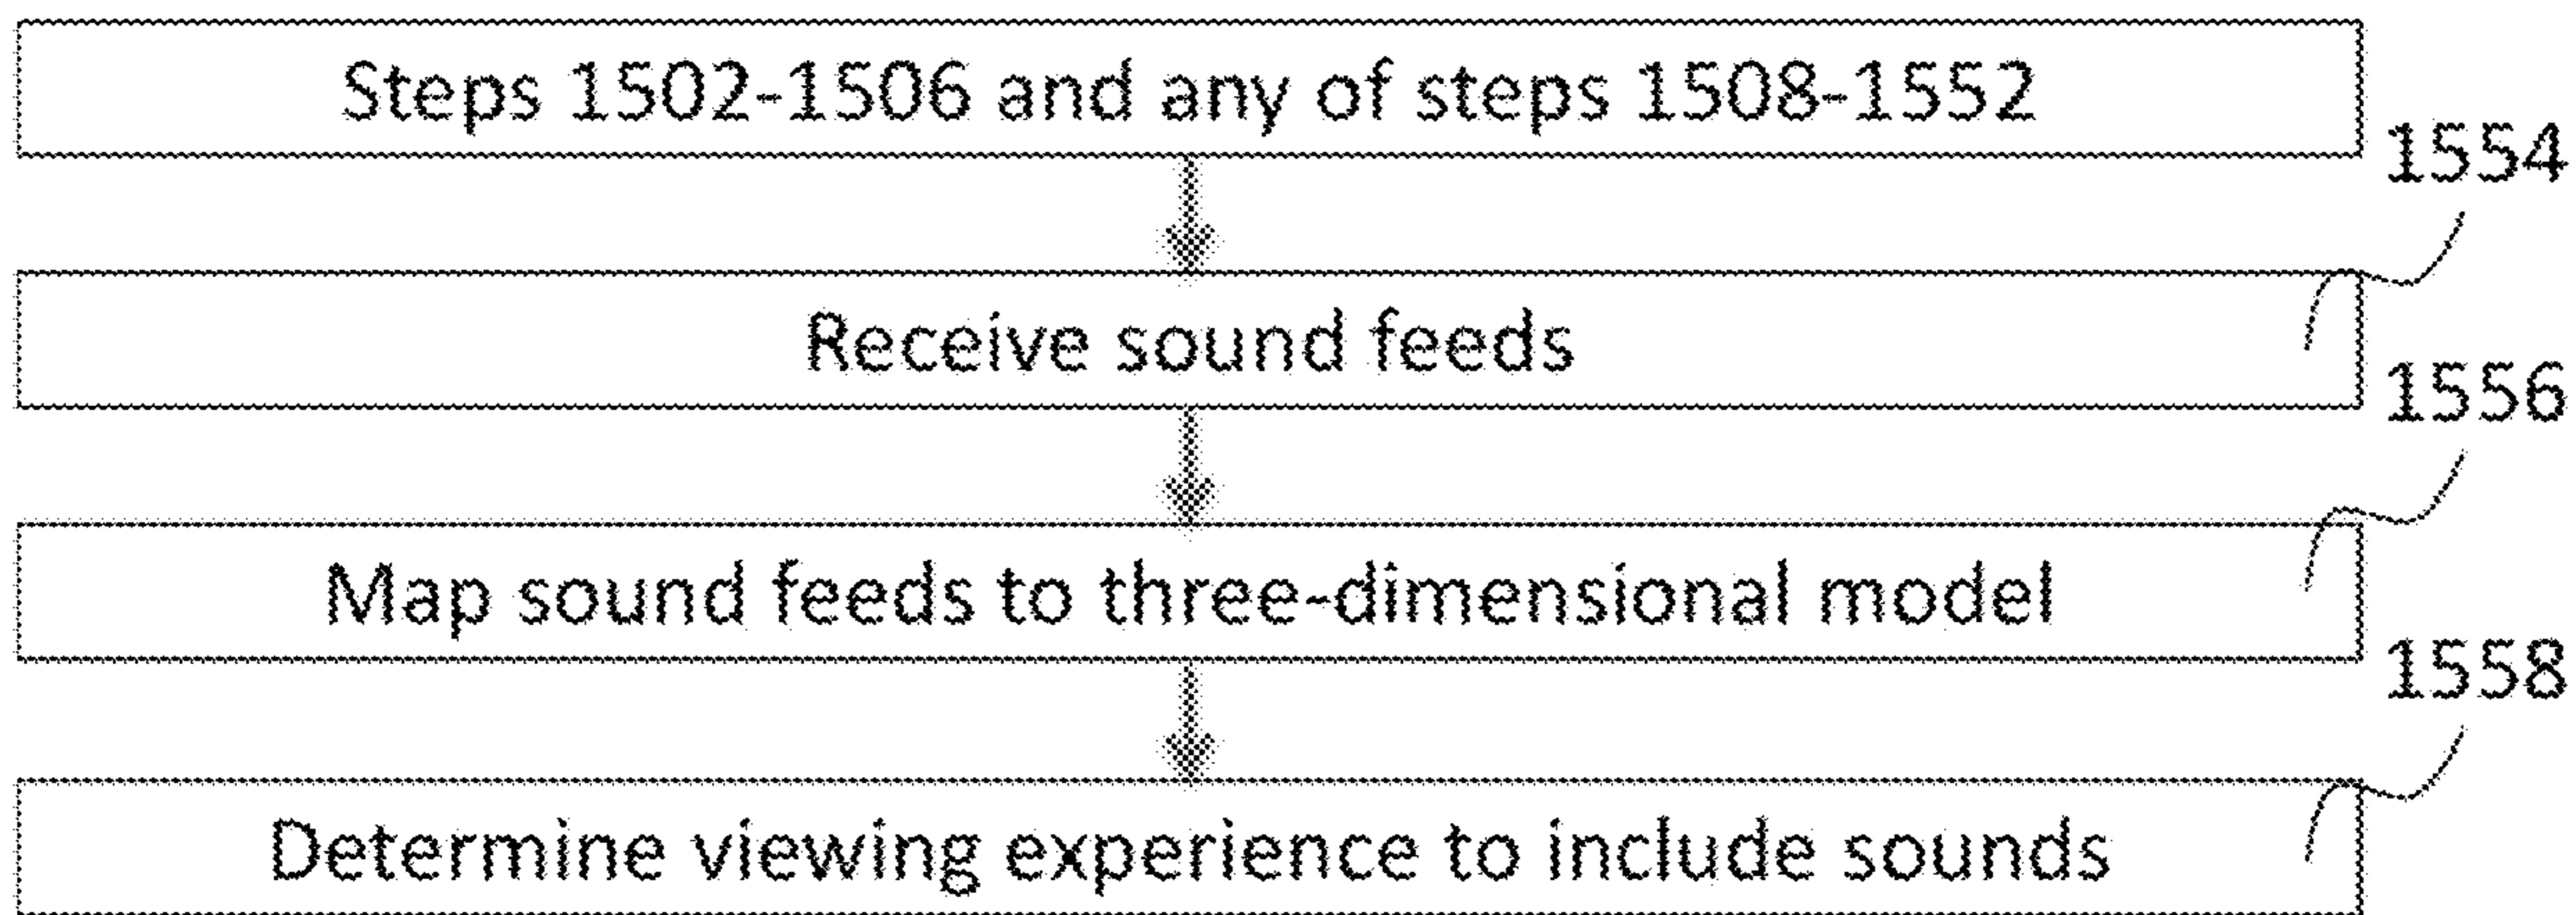 Steps 1502-1506 and any of steps 1508-1552
1554
Receive sound feeds
1556
Map sound feeds to three-dimensional model
1558
Determine viewing experience to include sounds